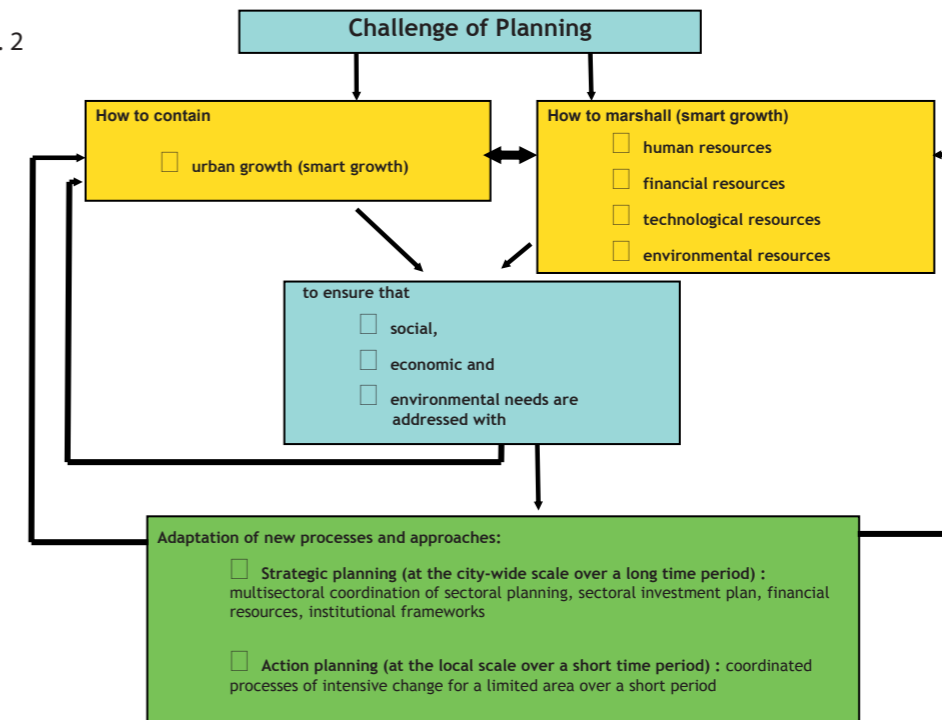 . 2
Challenge of Planning
How to contain
urban growth (smart growth)
How to marshall (smart growth)
human resources
financial resources
technological resources
environmental resources
to ensure that
social,
economic and
environmental needs are
addressed with
Adaptation of new processes and approaches:
Strategic planning (at the city-wide scale over a long time period) :
multisectoral coordination of sectoral planning, sectoral investment plan, financial
resources, institutional frameworks
Action planning (at the local scale over a short time period) : coordinated
processes of intensive change for a limited area over a short period